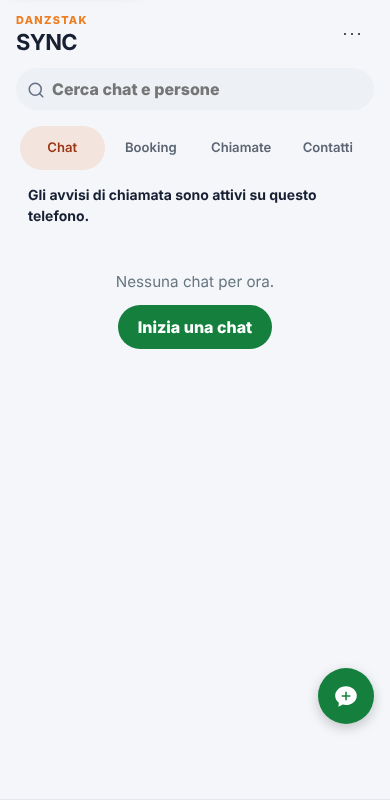 DANZSTAK
SYNC
...
Cerca chat e persone
Chat
Booking
Chiamate
Contatti
Gli avvisi di chiamata sono attivi su questo
telefono.
Nessuna chat per ora.
Inizia una chat